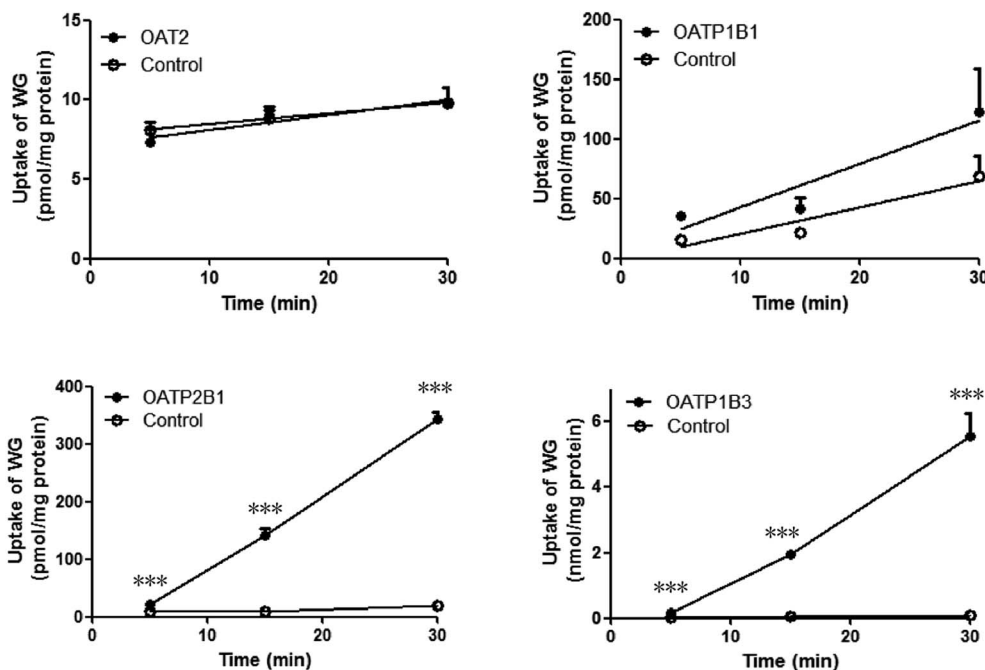 OAT2
Control
15
10
5
0
Uptake of WG
(pmol/mg protein)
0 10 20 30
Time (min)
OATP1B1
Control
200
150
100
50
0
Uptake of WG
(pmol/mg protein)
0 10 20 30
Time (min)
OATP2B1
Control
***
***
***
400
300
200
100
0
Uptake of WG
(pmol/mg protein)
0 10 20 30
Time (min)
OATP1B3
Control
***
***
***
6
4
2
0
Uptake of WG
(nmol/mg protein)
0 10 20 30
Time (min)